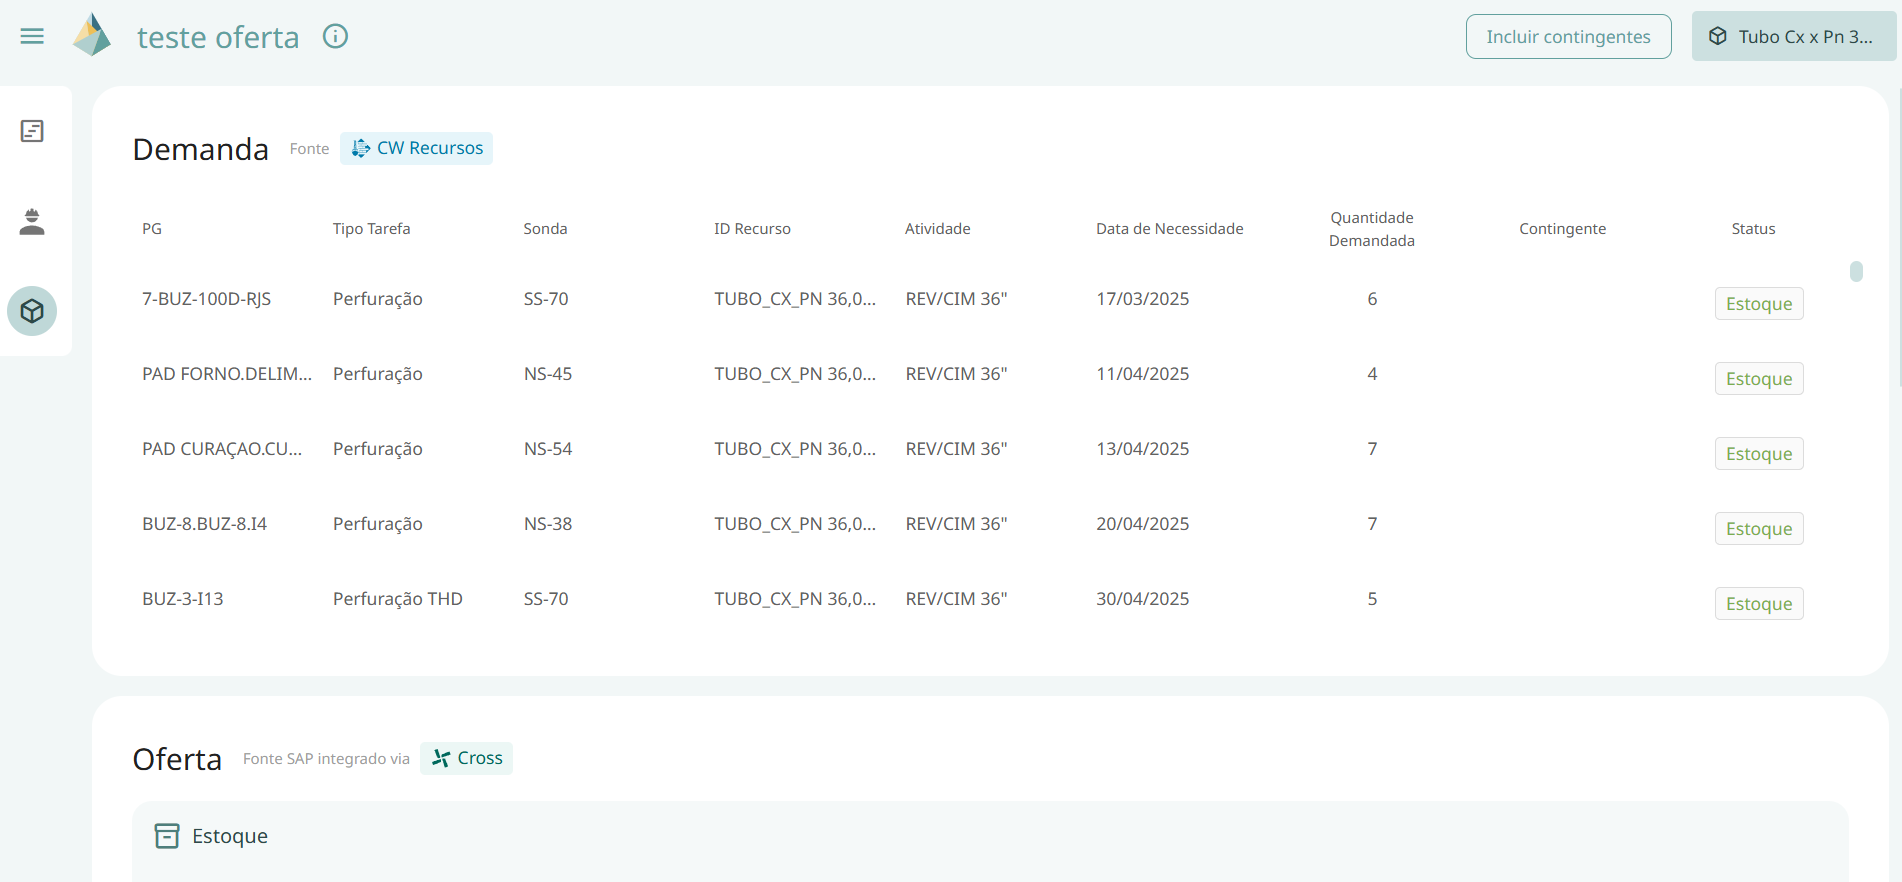 teste oferta
Incluir contingentes
Tubo Cx x Pn 3...
Demanda Fonte CW Recursos
PG Tipo Tarefa Sonda ID Recurso Atividade Data de Necessidade Quantidade Demandada Contingente Status
7-BUZ-100D-RJS Perfuração SS-70 TUBO_CX_PN 36,0... REV/CIM 36" 17/03/2025 6 Estoque
PAD FORNO.DELIM... Perfuração NS-45 TUBO_CX_PN 36,0... REV/CIM 36" 11/04/2025 4 Estoque
PAD CURAÇAO.CU... Perfuração NS-54 TUBO_CX_PN 36,0... REV/CIM 36" 13/04/2025 7 Estoque
BUZ-8.BUZ-8.I4 Perfuração NS-38 TUBO_CX_PN 36,0... REV/CIM 36" 20/04/2025 7 Estoque
BUZ-3-I13 Perfuração THD SS-70 TUBO_CX_PN 36,0... REV/CIM 36" 30/04/2025 5 Estoque
Oferta Fonte SAP integrado via Cross
Estoque